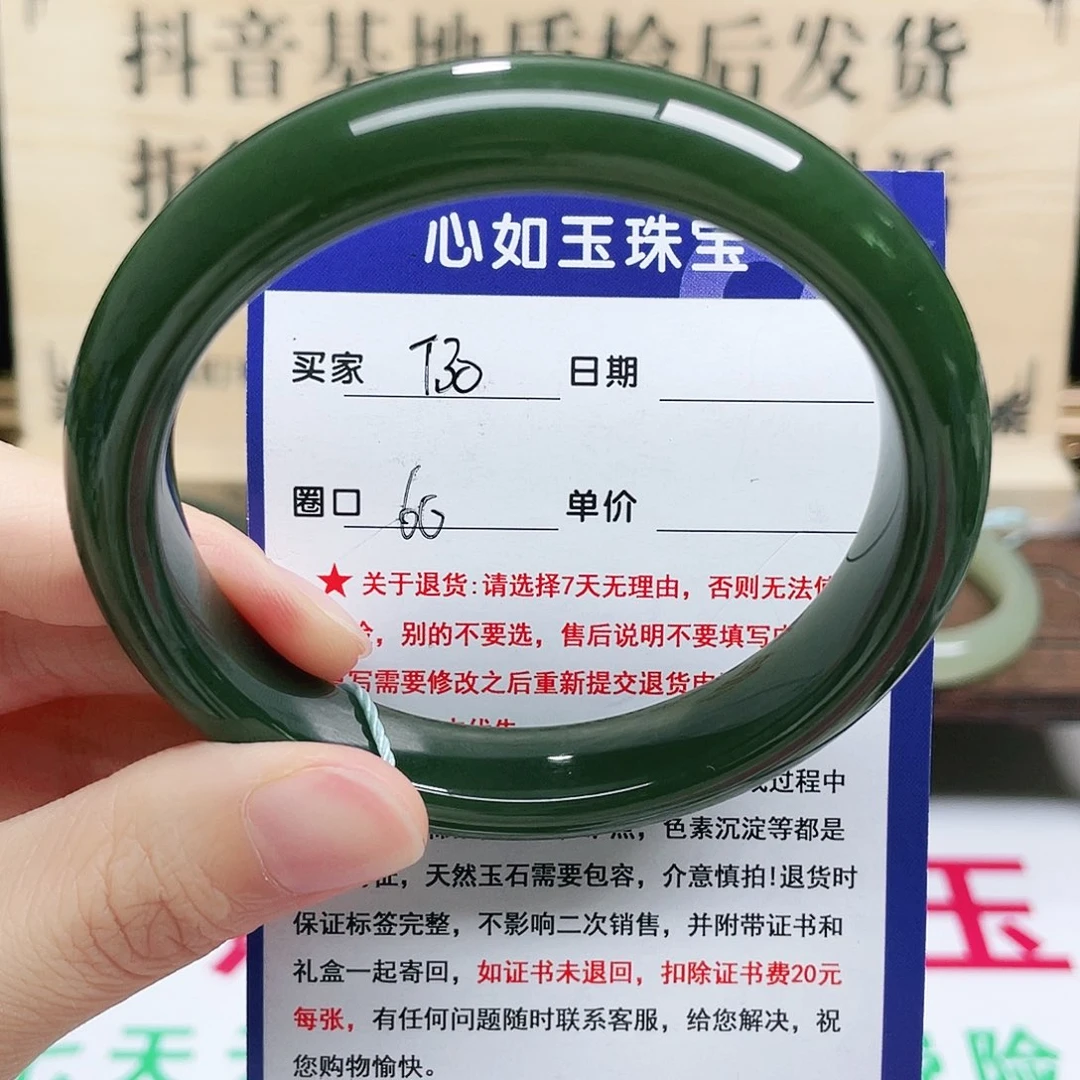 抖音基地质检后发货
心如玉珠宝
买家 T30 日期
圈口 60 单价
★关于退货:请选择7天无理由，否则无法
，别的不要选，售后说明不要填写
写需要修改之后重新提交退货
过程中
，色素沉淀等都是
，天然玉石需要包容，介意慎拍!退货时
保证标签完整，不影响二次销售，并附带证书和
礼盒一起寄回，如证书未退回，扣除证书费20元
每张，有任何问题随时联系客服，给您解决，祝
您购物愉快。
玉
七天
险